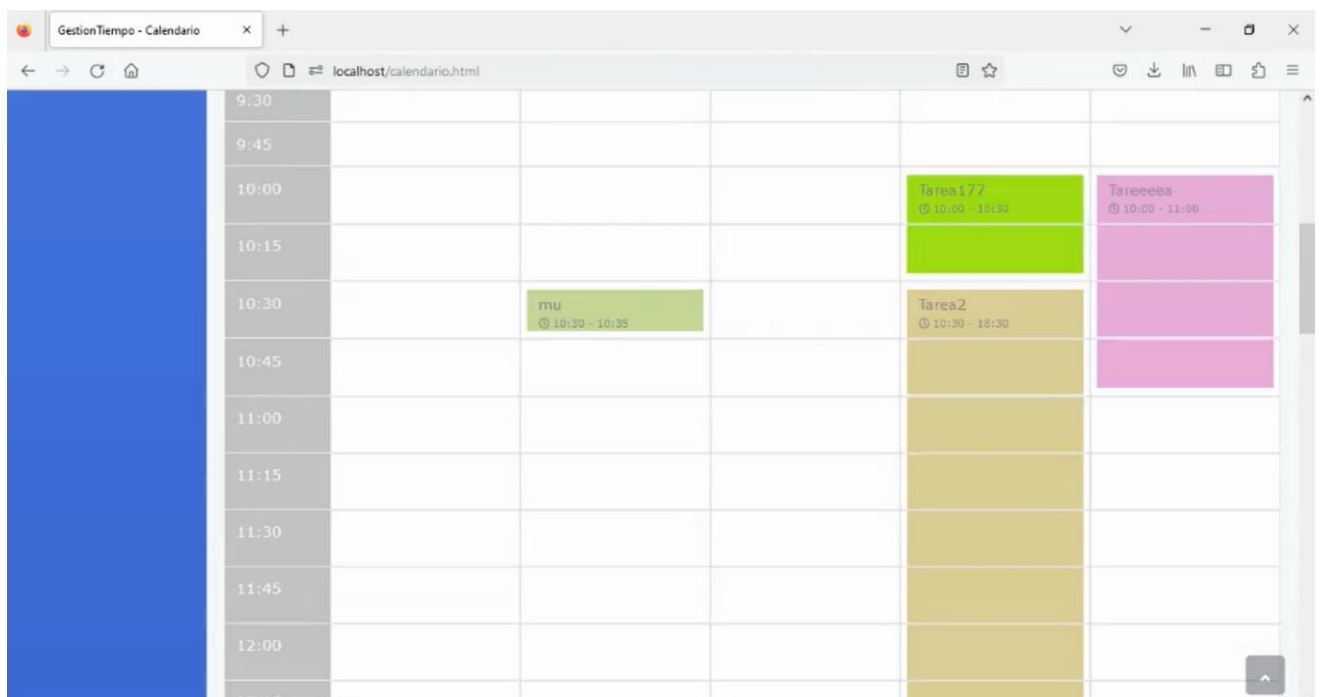 GestionTiempo - Calendario
localhost/calendario.html
9:30
9:45
10:00
Tarea177
10:00 - 10:30
Tareeeea
10:00 - 11:00
10:15
10:30
mu
10:30 - 10:35
Tarea2
10:30 - 18:30
10:45
11:00
11:15
11:30
11:45
12:00